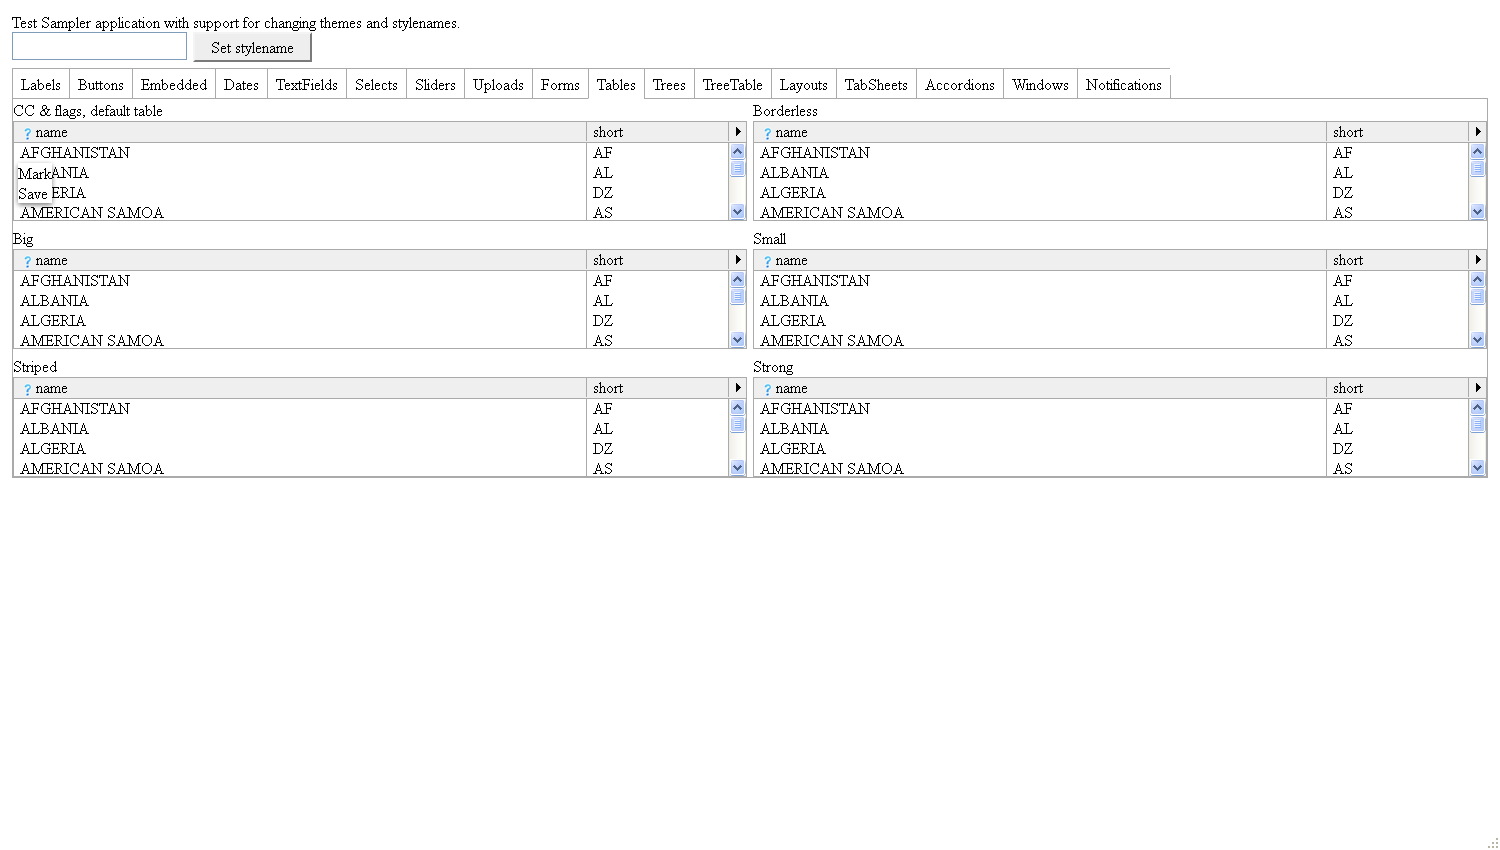 Test Sampler application with support for changing themes and stylenames.
Set stylename
Labels Buttons Embedded Dates TextFields Selects Sliders Uploads Forms Tables Trees TreeTable Layouts TabSheets Accordions Windows Notifications
CC & flags, default table Borderless
? name short ? name short
AFGHANISTAN AF AFGHANISTAN AF
Mark ANIA AL ALBANIA AL
Save ERIA DZ ALGERIA DZ
AMERICAN SAMOA AS AMERICAN SAMOA AS
Big Small
? name short ? name short
AFGHANISTAN AF AFGHANISTAN AF
ALBANIA AL ALBANIA AL
ALGERIA DZ ALGERIA DZ
AMERICAN SAMOA AS AMERICAN SAMOA AS
Striped Strong
? name short ? name short
AFGHANISTAN AF AFGHANISTAN AF
ALBANIA AL ALBANIA AL
ALGERIA DZ ALGERIA DZ
AMERICAN SAMOA AS AMERICAN SAMOA AS